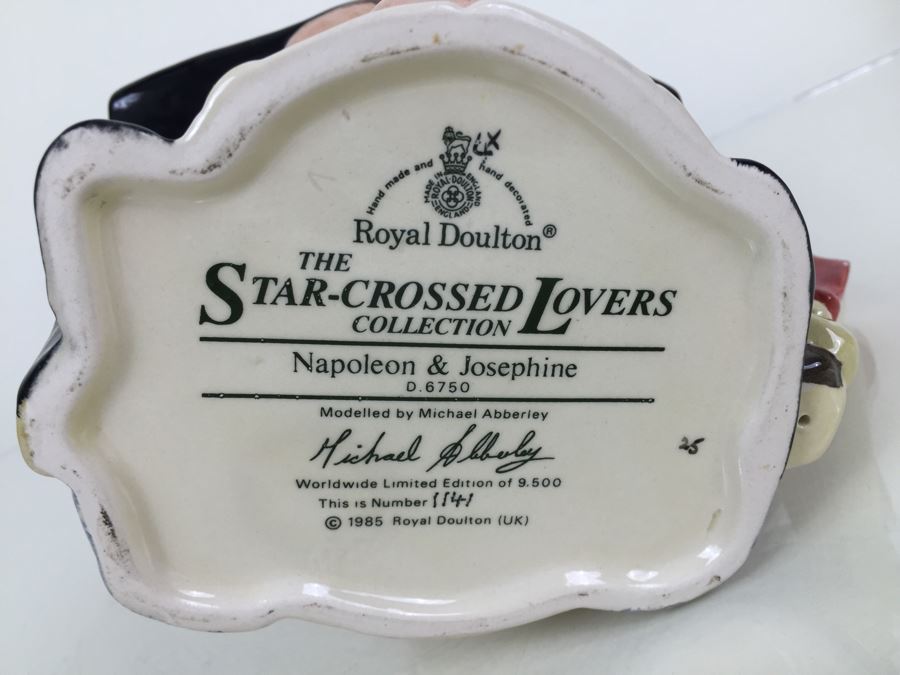 Hand made and hand decorated
MADE IN ENGLAND
ROYAL·DOULTON
ENGLAND
Royal Doulton®
THE
STAR-CROSSED LOVERS
COLLECTION
Napoleon & Josephine
D.6750
Modelled by Michael Abberley
Michael Abberley
Worldwide Limited Edition of 9.500
This is Number 1141
© 1985 Royal Doulton (UK)
25